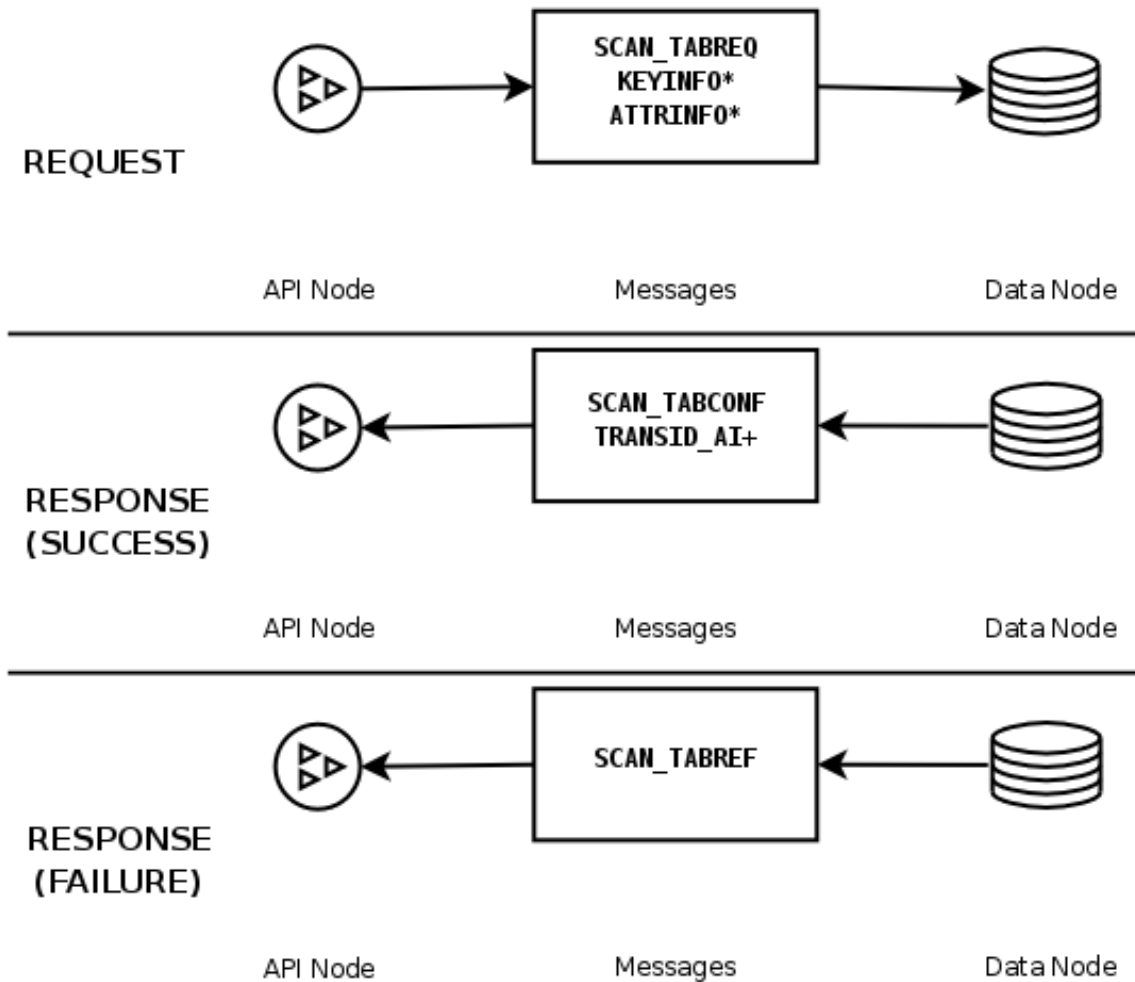 SCAN_TABREQ
KEYINFO*
ATTRINFO*
REQUEST
API Node
Messages
Data Node
SCAN_TABCONF
TRANSID_AI+
RESPONSE
(SUCCESS)
API Node
Messages
Data Node
SCAN_TABREF
RESPONSE
(FAILURE)
API Node
Messages
Data Node